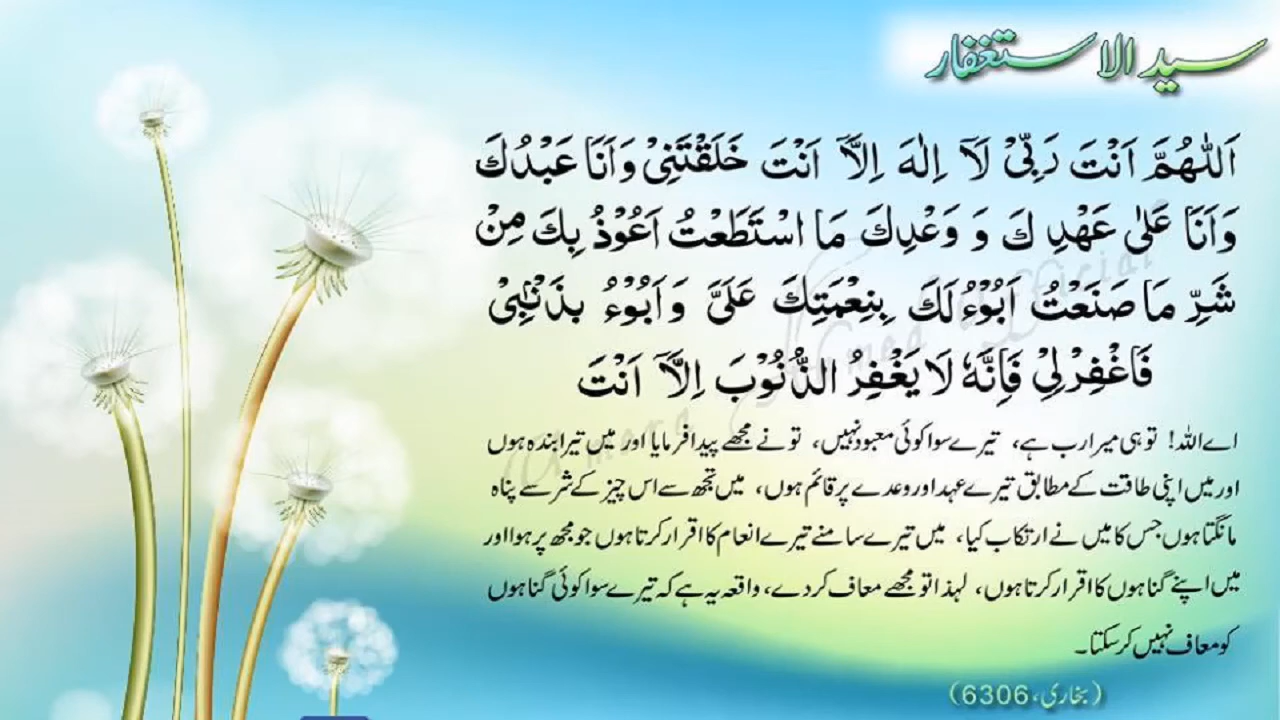 سید الاستغفار
اَللّٰهُمَّ اَنْتَ رَبِّیْ لَاۤ اِلٰهَ اِلَّاۤ اَنْتَ خَلَقْتَنِیْ وَاَنَا عَبْدُكَ
وَاَنَا عَلٰی عَهْدِ كَ وَ وَعْدِكَ مَا اسْتَطَعْتُ اَعُوْذُ بِكَ مِنْ
شَرِّ مَا صَنَعْتُ اَبُوْءُ لَكَ بِنِعْمَتِكَ عَلَیَّ وَاَبُوْءُ بِذَنْۢبِیْ
فَاغْفِرْلِیْ فَاِنَّهٗ لَا یَغْفِرُ الذُّنُوْبَ اِلَّاۤ اَنْتَ
اے اللہ! تو ہی میرا رب ہے، تیرے سوا کوئی معبود نہیں، تو نے مجھے پیدا فرمایا اور میں تیرا بندہ ہوں
اور میں اپنی طاقت کے مطابق تیرے عہد اور وعدے پر قائم ہوں، میں تجھ سے اس چیز کے شر سے پناہ
مانگتا ہوں جس کا میں نے ارتکاب کیا، میں تیرے سامنے تیرے انعام کا اقرار کرتا ہوں جو مجھ پر ہوا اور
میں اپنے گناہوں کا اقرار کرتا ہوں، لہذا تو مجھے معاف کر دے، واقعہ یہ ہے کہ تیرے سوا کوئی گناہوں
کو معاف نہیں کر سکتا۔
(بخاری، 6306)